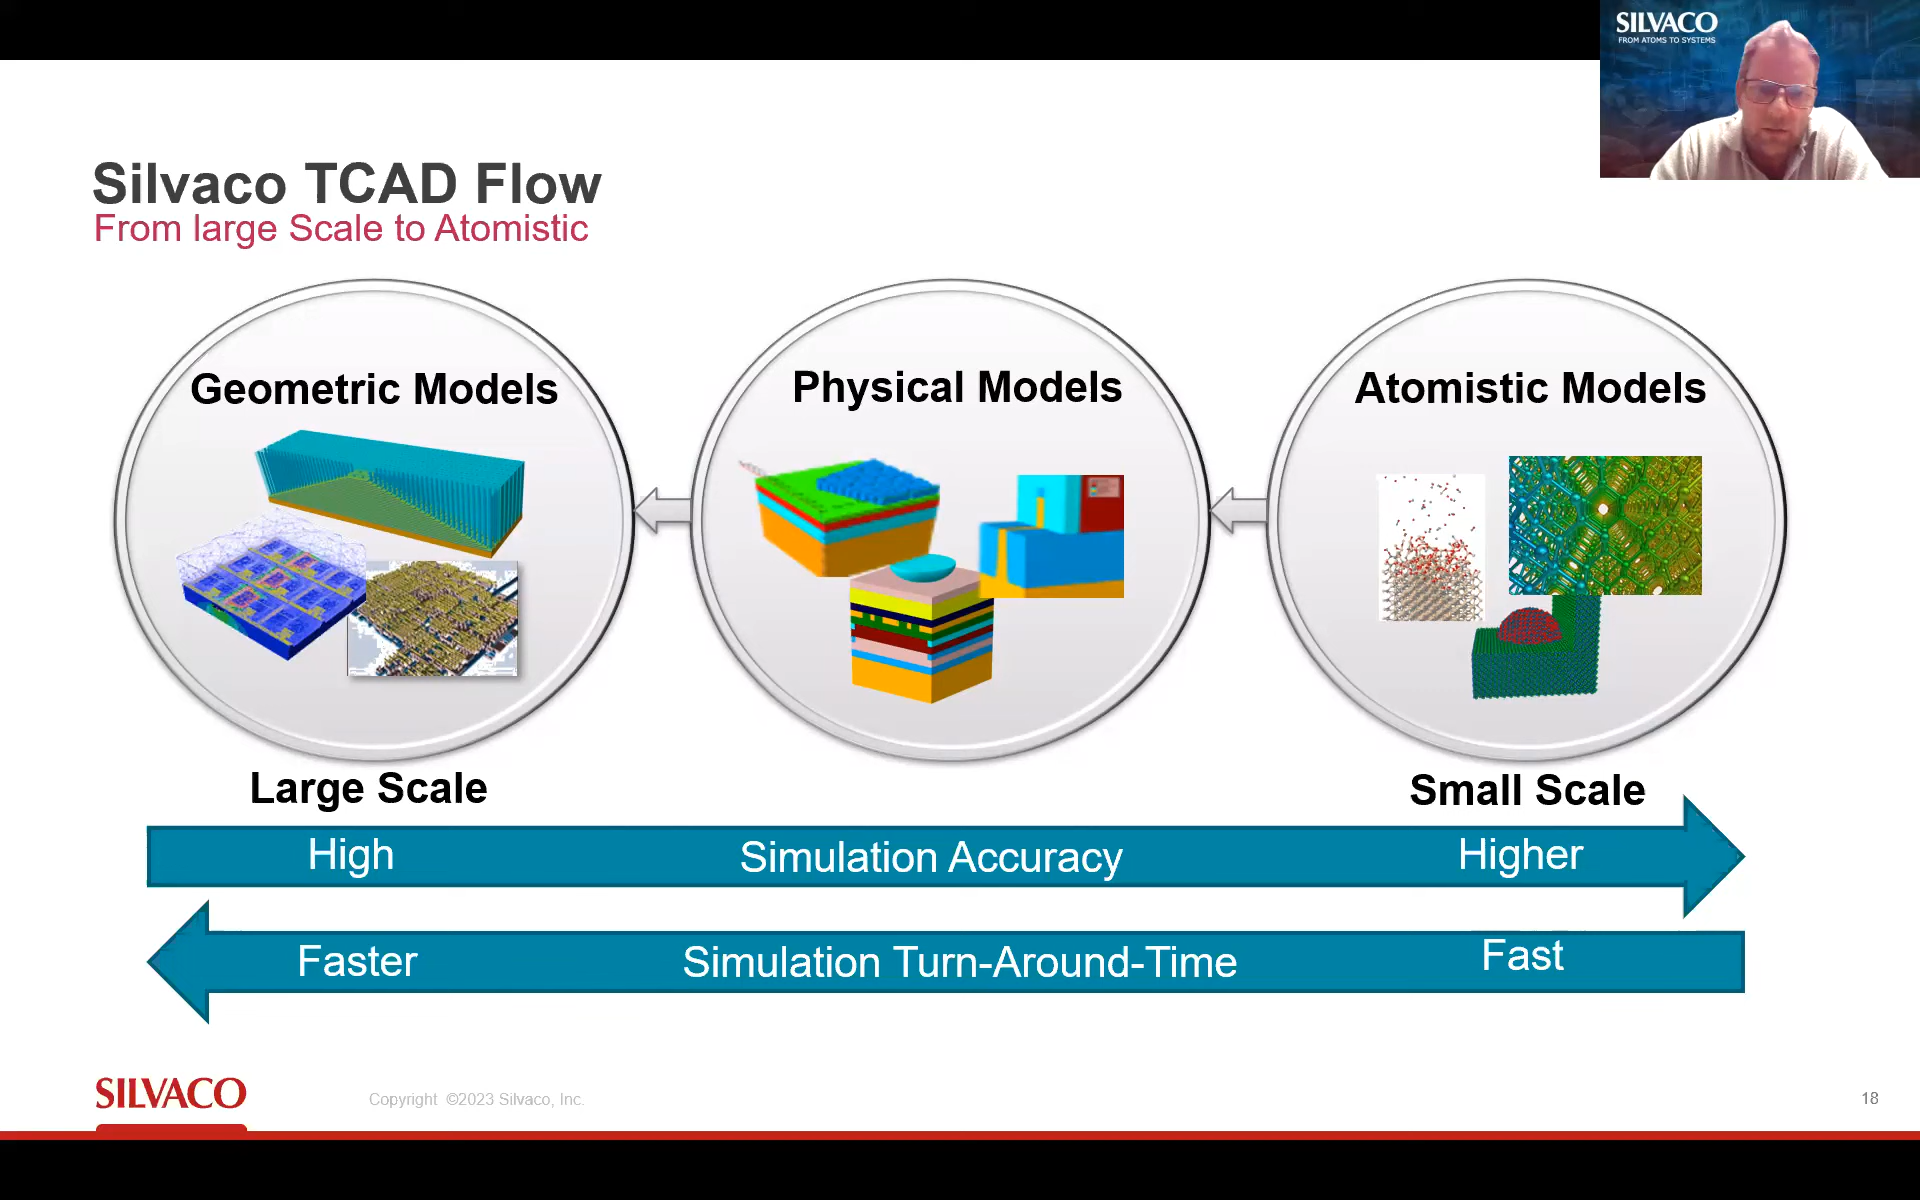 SILVACO
FROM ATOMS TO SYSTEMS
Silvaco TCAD Flow
From large Scale to Atomistic
Geometric Models
Physical Models
Atomistic Models
Large Scale
Small Scale
High
Simulation Accuracy
Higher
Faster
Simulation Turn-Around-Time
Fast
SILVACO
Copyright ©2023 Silvaco, Inc.
18